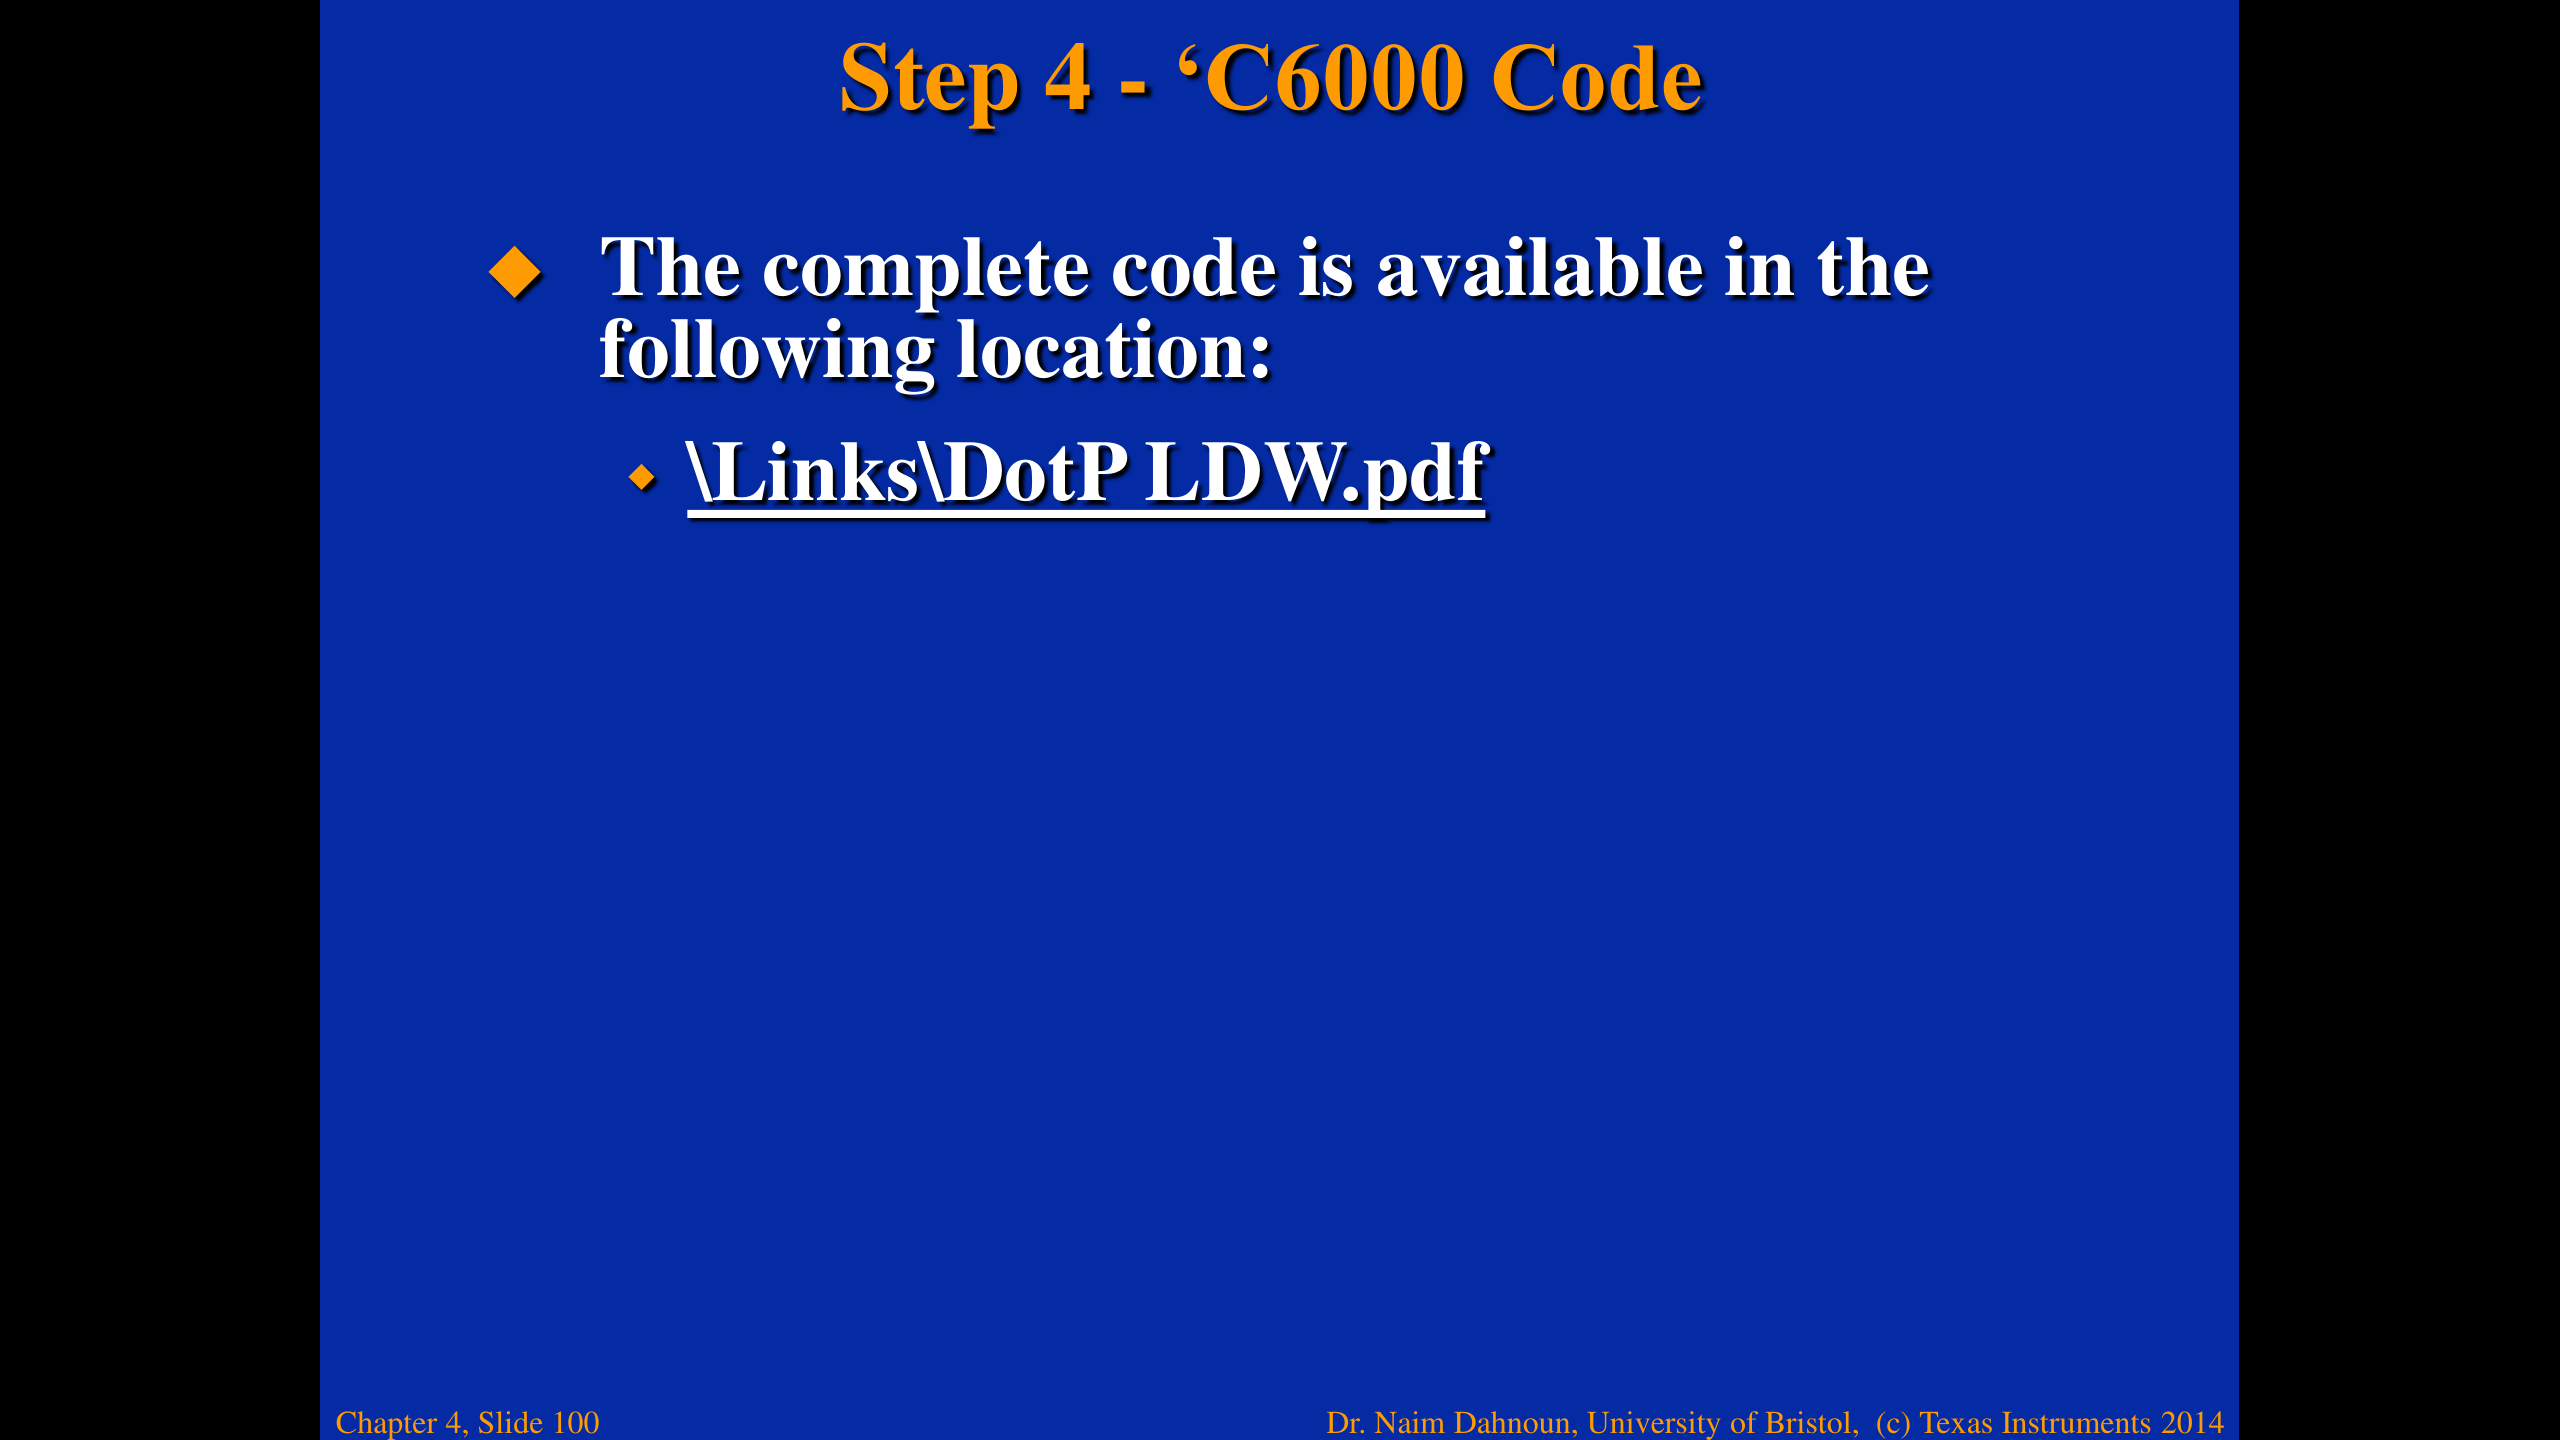 Step 4 - ‘C6000 Code
The complete code is available in the
following location:
\Links\DotP LDW.pdf
Chapter 4, Slide 100
Dr. Naim Dahnoun, University of Bristol, (c) Texas Instruments 2014